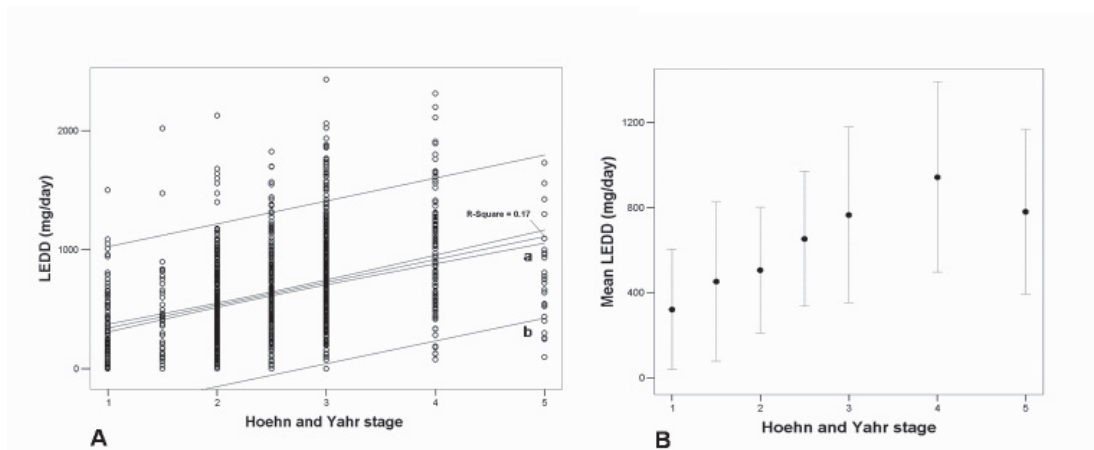 2000
1000
0
LEDD (mg/day)
R-Square = 0.17
a
b
1 2 3 4 5
Hoehn and Yahr stage
A
1200
800
400
0
Mean LEDD (mg/day)
1 2 3 4 5
Hoehn and Yahr stage
B